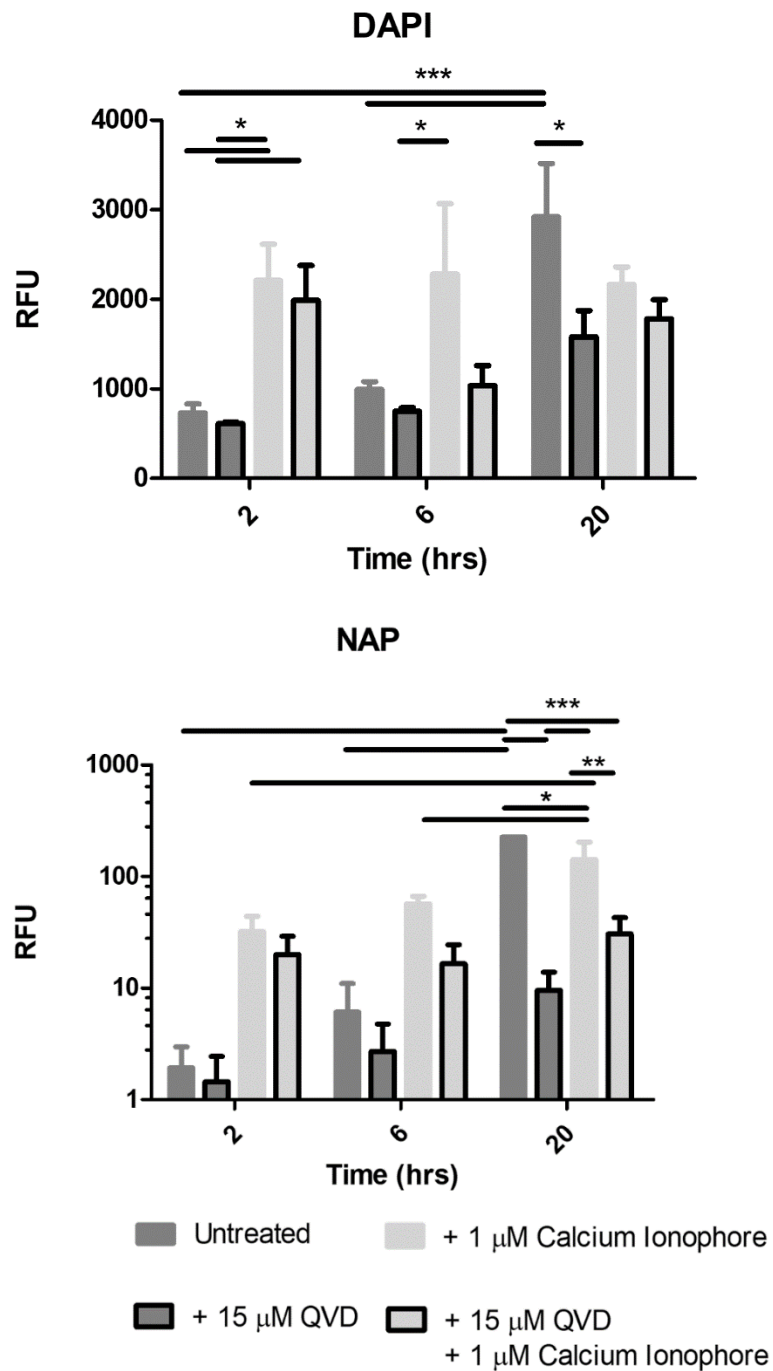 DAPI
***
4000
*
*
*
3000
RFU
2000
1000
0
2
6
20
Time (hrs)
NAP
***
1000
**
*
100
RFU
10
1
2
6
20
Time (hrs)
Untreated
+ 1 μM Calcium Ionophore
+ 15 μM QVD
+ 15 μM QVD
+ 1 μM Calcium Ionophore